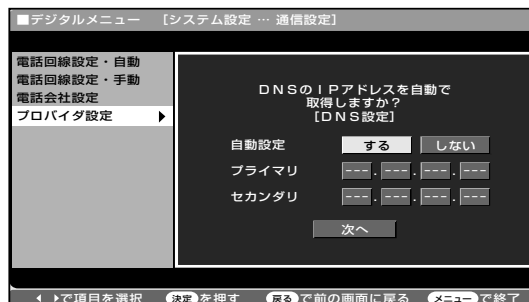 ■デジタルメニュー ［システム設定 … 通信設定］
電話回線設定・自動
電話回線設定・手動
電話会社設定
プロバイダ設定
ＤＮＳのＩＰアドレスを自動で
取得しますか？
［ＤＮＳ設定］
自動設定 する しない
プライマリ ---.---.---.---
セカンダリ ---.---.---.---
次へ
で項目を選択 決定を押す 戻るで前の画面に戻る メニューで終了